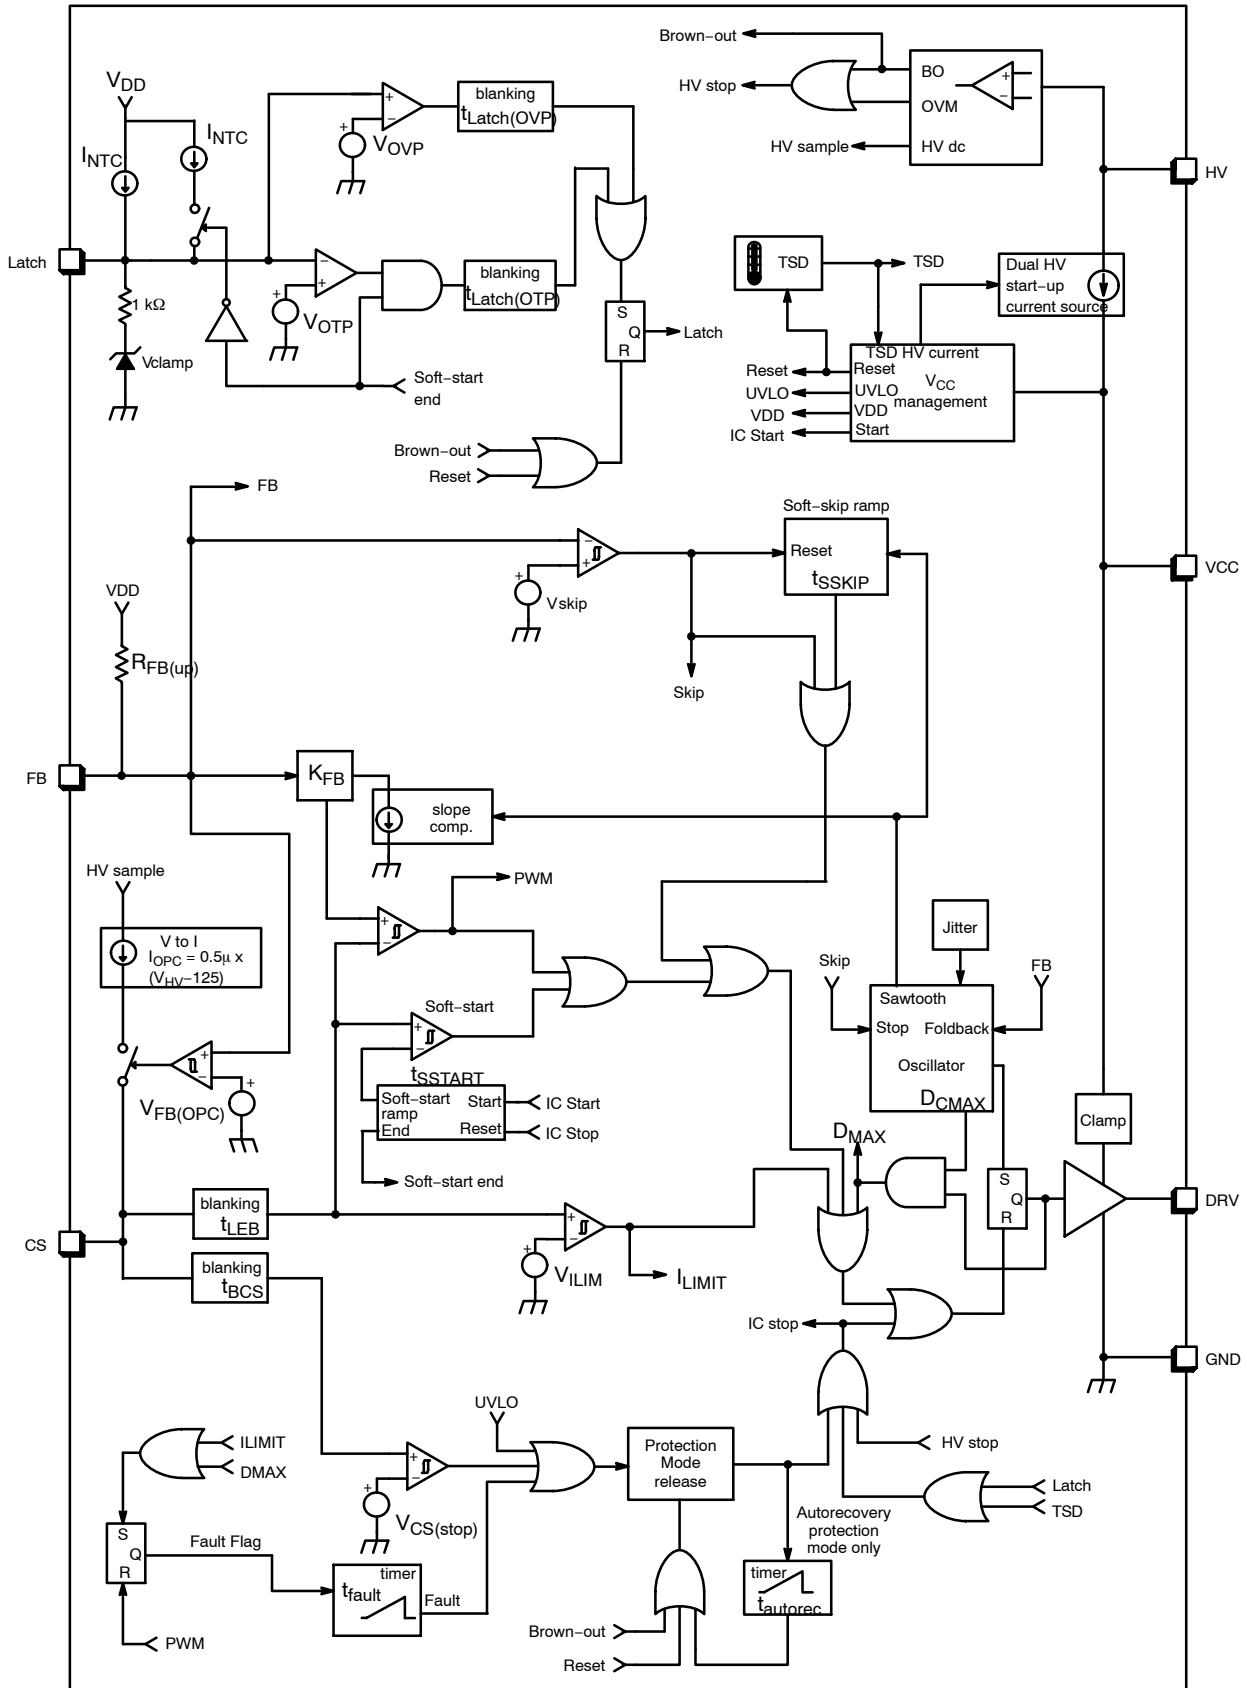 Brown−out
HV stop
BO
+
−
OVM
HV sample
HV dc
HV
VDD
INTC
INTC
+
−
blanking
tLatch(OVP)
+
VOVP
Latch
−
+
blanking
tLatch(OTP)
+
VOTP
1 kΩ
Vclamp
Soft−start
end
S
Q
R
Latch
TSD
TSD
Dual HV
start−up
current source
TSD HV current
Reset
Reset
UVLO
UVLO
VCC
management
VDD
VDD
IC Start
Start
Brown−out
Reset
FB
Soft−skip ramp
−
+
Reset
tSSKIP
+
Vskip
VCC
VDD
RFB(up)
Skip
FB
KFB
slope
comp.
HV sample
PWM
+
−
V to I
IOPC = 0.5μ x
(VHV−125)
Jitter
Skip
FB
Sawtooth
Stop
Foldback
Oscillator
DCMAX
Soft−start
+
−
tSSTART
+
−
+
VFB(OPC)
Soft−start
ramp
End
Start
Reset
IC Start
IC Stop
Soft−start end
DMAX
Clamp
S
Q
R
DRV
blanking
tLEB
CS
blanking
tBCS
+
−
+
VILIM
ILIMIT
IC stop
GND
UVLO
ILIMIT
DMAX
+
−
+
VCS(stop)
Protection
Mode
release
HV stop
Latch
TSD
Autorecovery
protection
mode only
S
Q
R
Fault Flag
timer
tfault
Fault
timer
tautorec
PWM
Brown−out
Reset